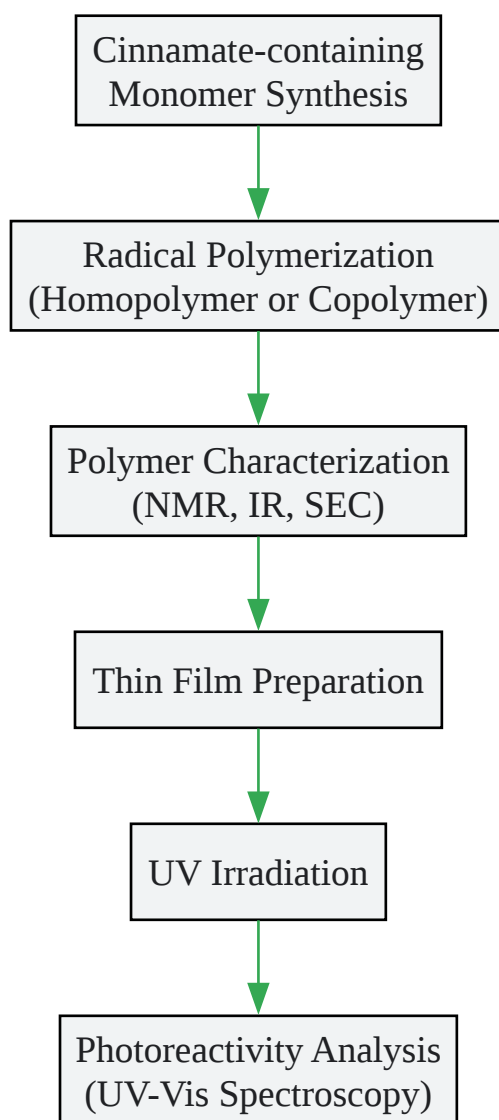 Cinnamate-containing
Monomer Synthesis
Radical Polymerization
(Homopolymer or Copolymer)
Polymer Characterization
(NMR, IR, SEC)
Thin Film Preparation
UV Irradiation
Photoreactivity Analysis
(UV-Vis Spectroscopy)